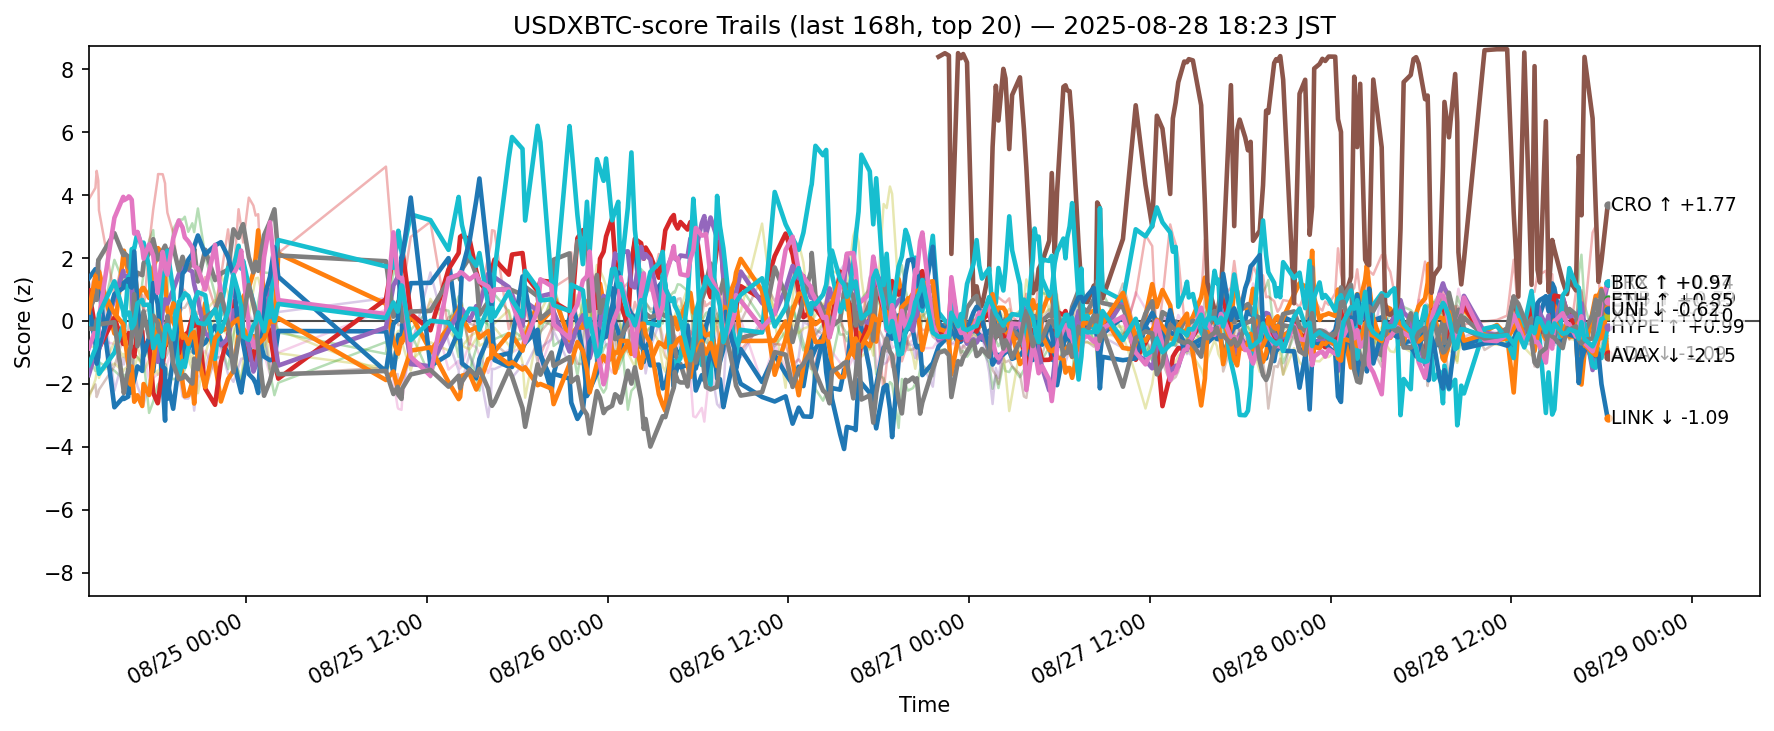 USDXBTC-score Trails (last 168h, top 20) — 2025-08-28 18:23 JST
Score (z)
8
6
4
2
0
−2
−4
−6
−8
CRO ↑ +1.77
BTC ↑ +0.97
ETH ↑ +0.85
UNI ↓ -0.62
HYPE ↑ +0.99
AVAX ↓ -2.15
LINK ↓ -1.09
08/25 00:00
08/25 12:00
08/26 00:00
08/26 12:00
08/27 00:00
08/27 12:00
08/28 00:00
08/28 12:00
08/29 00:00
Time